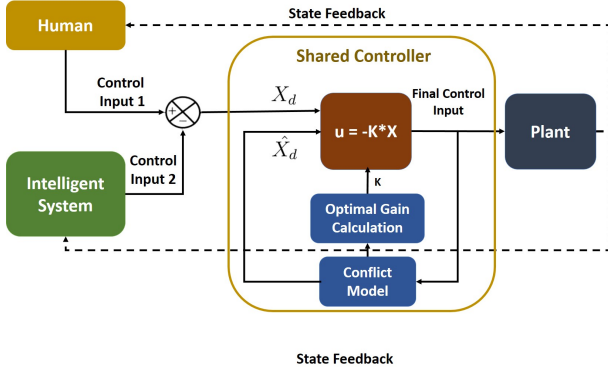 State Feedback
Human
Shared Controller
Control
Input 1
X_d
Final Control
Input
+
−
u = -K*X
Plant
X̂_d
Control
Input 2
Intelligent
System
K
Optimal Gain
Calculation
Conflict
Model
State Feedback